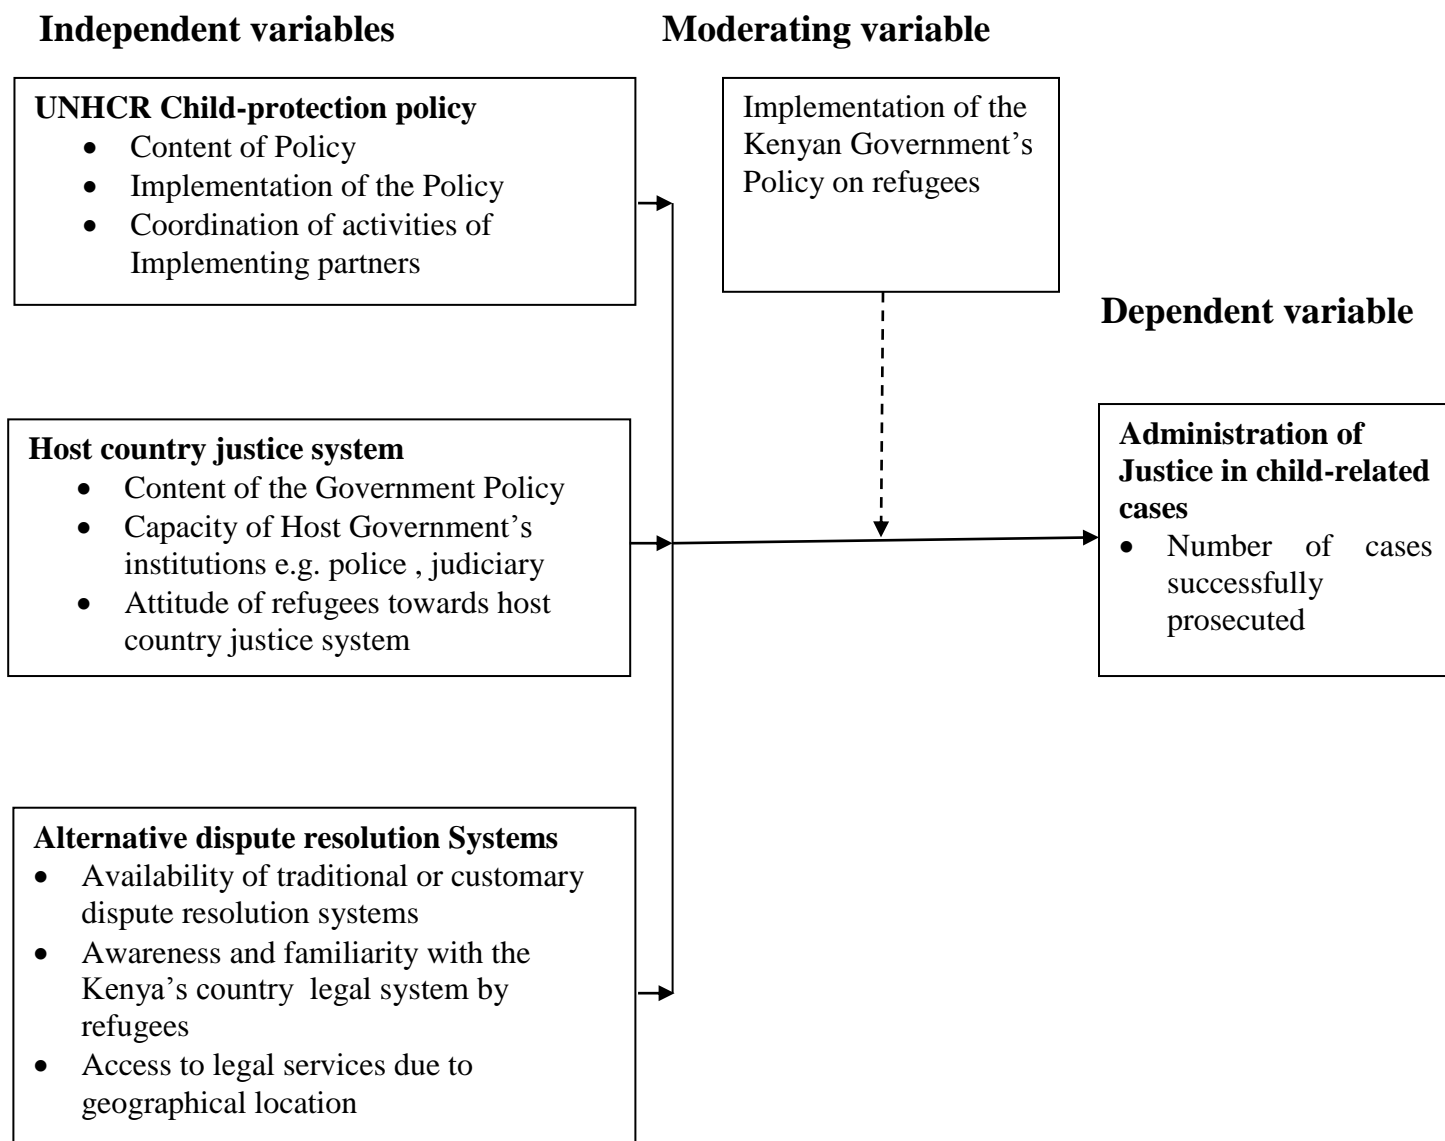 Independent variables
Moderating variable
UNHCR Child-protection policy
• Content of Policy
• Implementation of the Policy
• Coordination of activities of
Implementing partners
Implementation of the
Kenyan Government’s
Policy on refugees
Dependent variable
Host country justice system
• Content of the Government Policy
• Capacity of Host Government’s
institutions e.g. police , judiciary
• Attitude of refugees towards host
country justice system
Administration of
Justice in child-related
cases
• Number of cases
successfully
prosecuted
Alternative dispute resolution Systems
• Availability of traditional or customary
dispute resolution systems
• Awareness and familiarity with the
Kenya’s country legal system by
refugees
• Access to legal services due to
geographical location